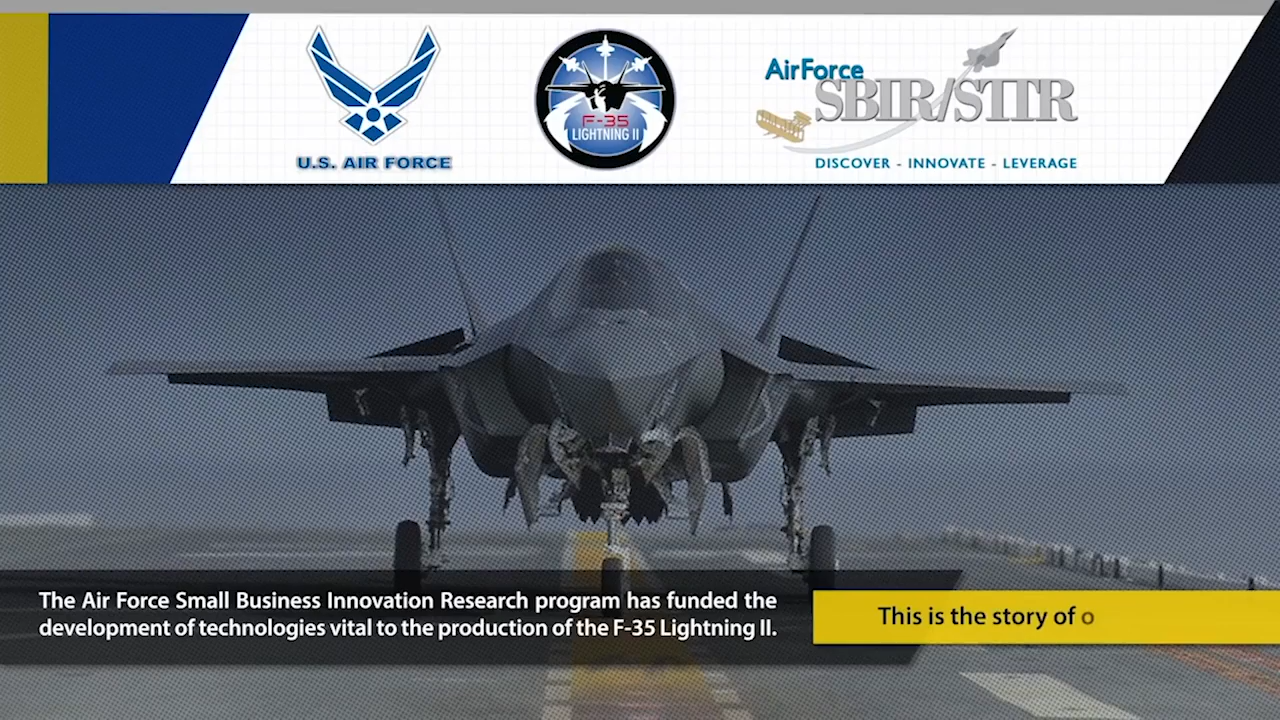 U.S. AIR FORCE
F-35
LIGHTNING II
AirForce
SBIR/STTR
DISCOVER - INNOVATE - LEVERAGE
The Air Force Small Business Innovation Research program has funded the
development of technologies vital to the production of the F-35 Lightning II.
This is the story of o